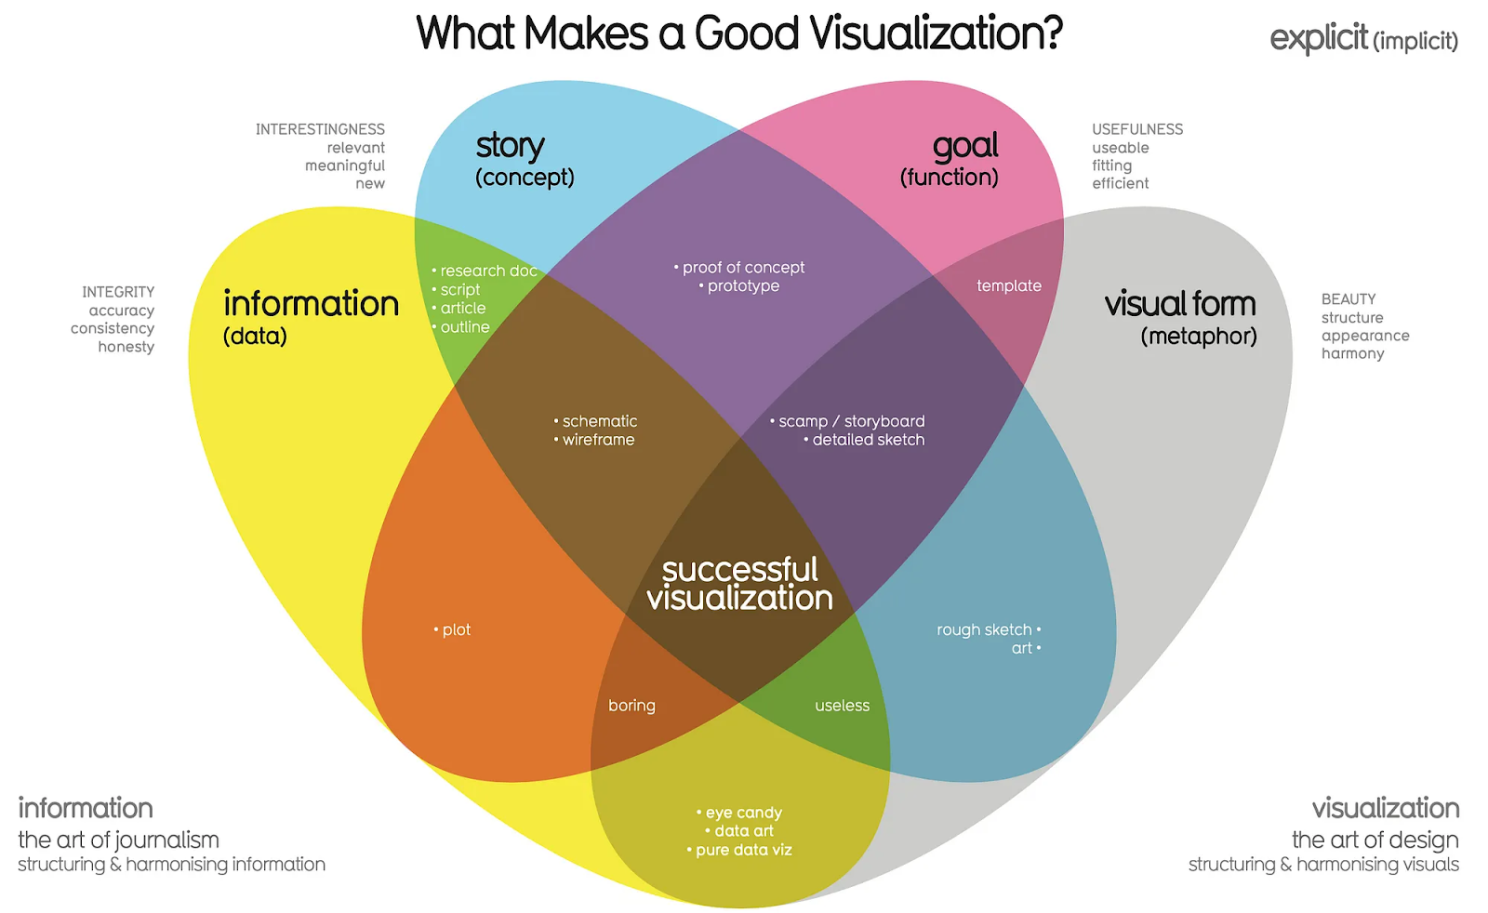 What Makes a Good Visualization?
explicit (implicit)
INTERESTINGNESS
relevant
meaningful
new
story
(concept)
goal
(function)
USEFULNESS
useable
fitting
efficient
INTEGRITY
accuracy
consistency
honesty
information
(data)
• research doc
• script
• article
• outline
• proof of concept
• prototype
template
visual form
(metaphor)
BEAUTY
structure
appearance
harmony
• schematic
• wireframe
• scamp / storyboard
• detailed sketch
successful
visualization
• plot
rough sketch •
art •
boring
useless
• eye candy
• data art
• pure data viz
information
the art of journalism
structuring & harmonising information
visualization
the art of design
structuring & harmonising visuals